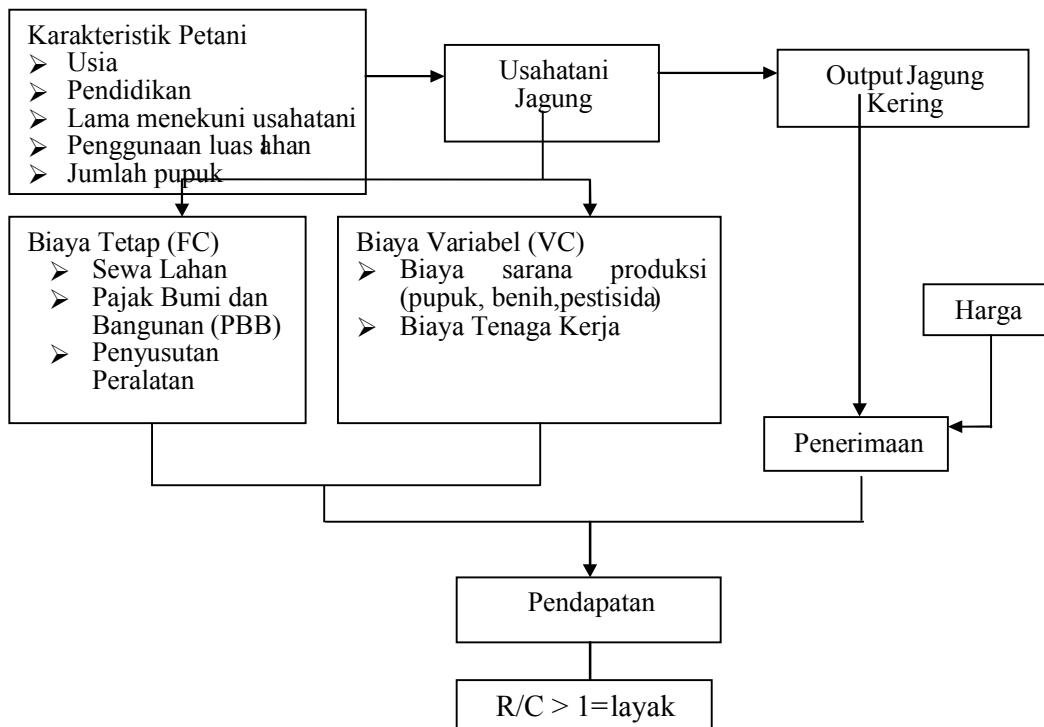 Karakteristik Petani
➢ Usia
➢ Pendidikan
➢ Lama menekuni usahatani
➢ Penggunaan luas lahan
➢ Jumlah pupuk
Usahatani
Jagung
Output Jagung
Kering
Biaya Tetap (FC)
➢ Sewa Lahan
➢ Pajak Bumi dan
Bangunan (PBB)
➢ Penyusutan
Peralatan
Biaya Variabel (VC)
➢ Biaya sarana produksi
(pupuk, benih,pestisida)
➢ Biaya Tenaga Kerja
Harga
Penerimaan
Pendapatan
R/C > 1=layak